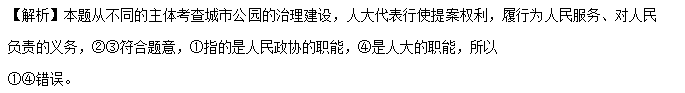 【解析】本题从不同的主体考查城市公园的治理建设，人大代表行使提案权利，履行为人民服务、对人民
负责的义务，②③符合题意，①指的是人民政协的职能，④是人大的职能，所以
①④错误。